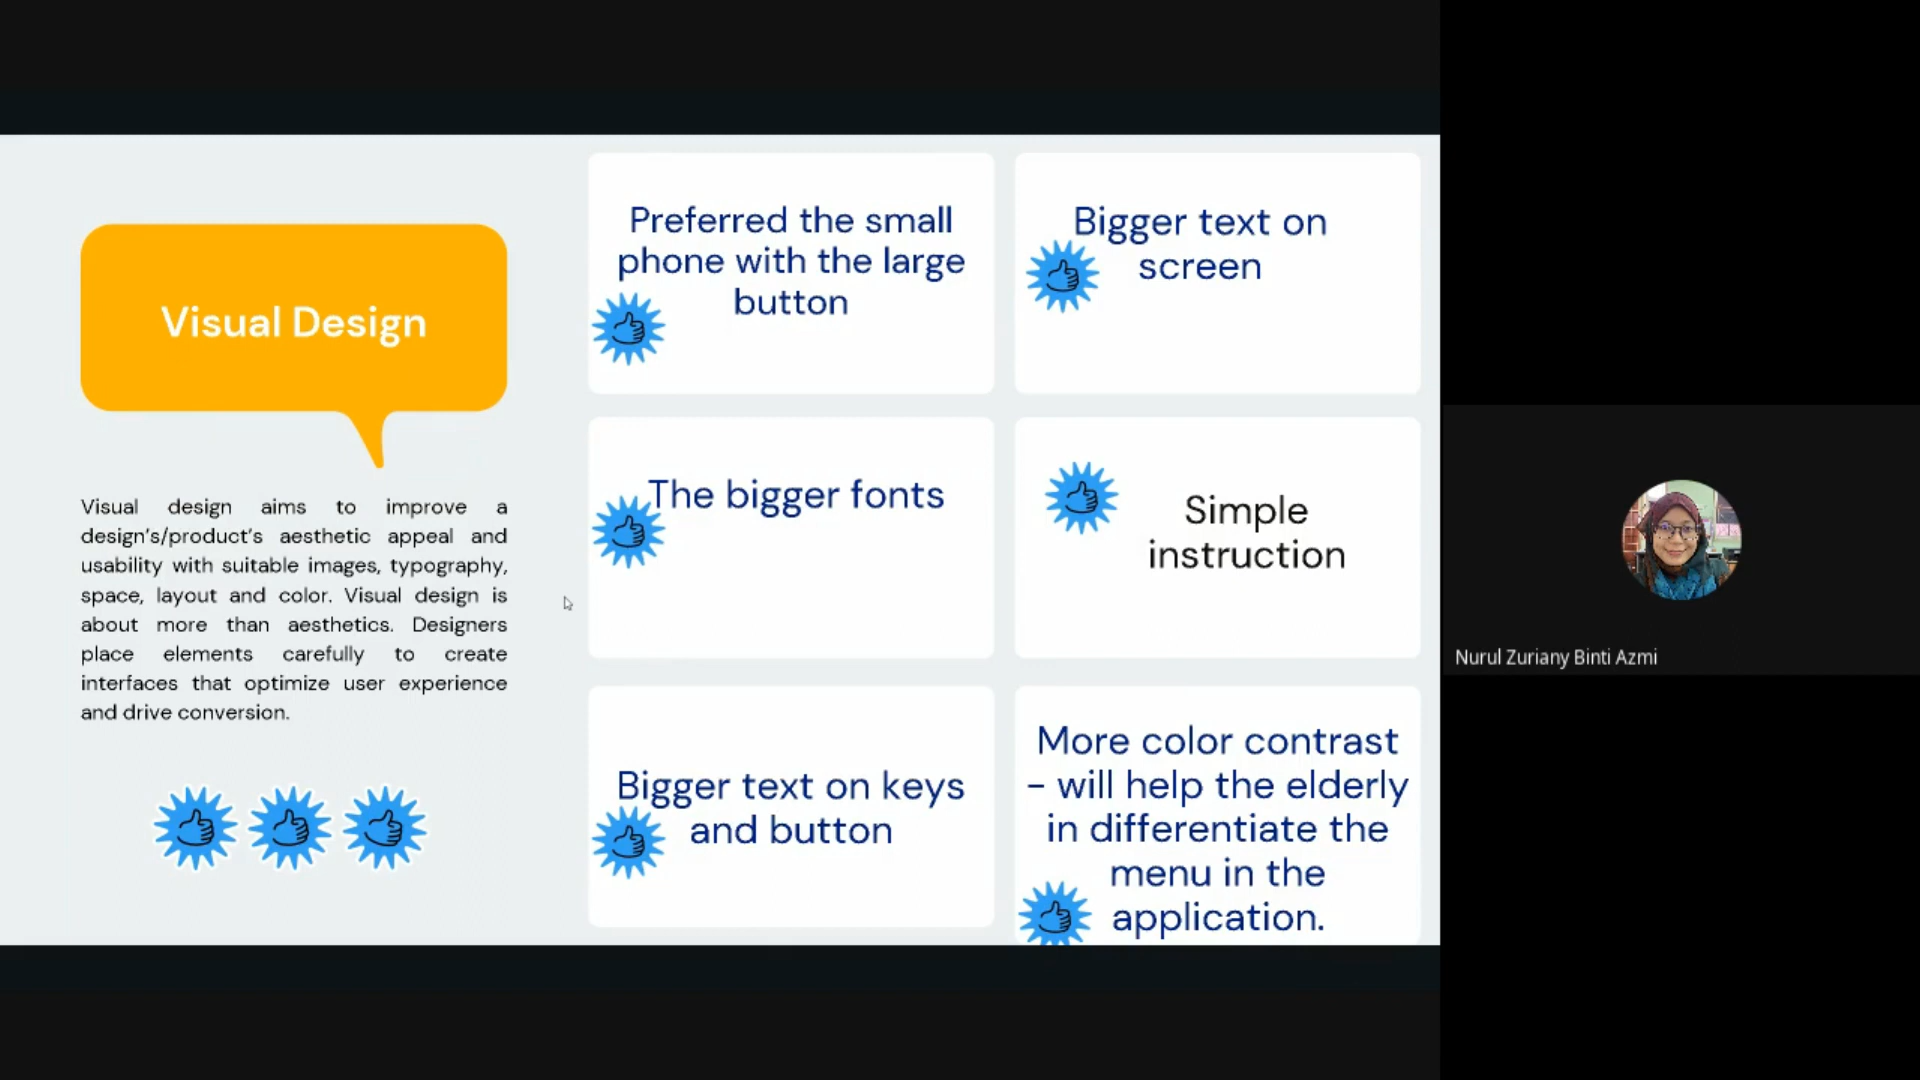 Visual Design
Visual design aims to improve a
design's/product's aesthetic appeal and
usability with suitable images, typography,
space, layout and color. Visual design is
about more than aesthetics. Designers
place elements carefully to create
interfaces that optimize user experience
and drive conversion.
Preferred the small
phone with the large
button
Bigger text on
screen
The bigger fonts
Simple
instruction
Bigger text on keys
and button
More color contrast
- will help the elderly
in differentiate the
menu in the
application.
Nurul Zuriany Binti Azmi